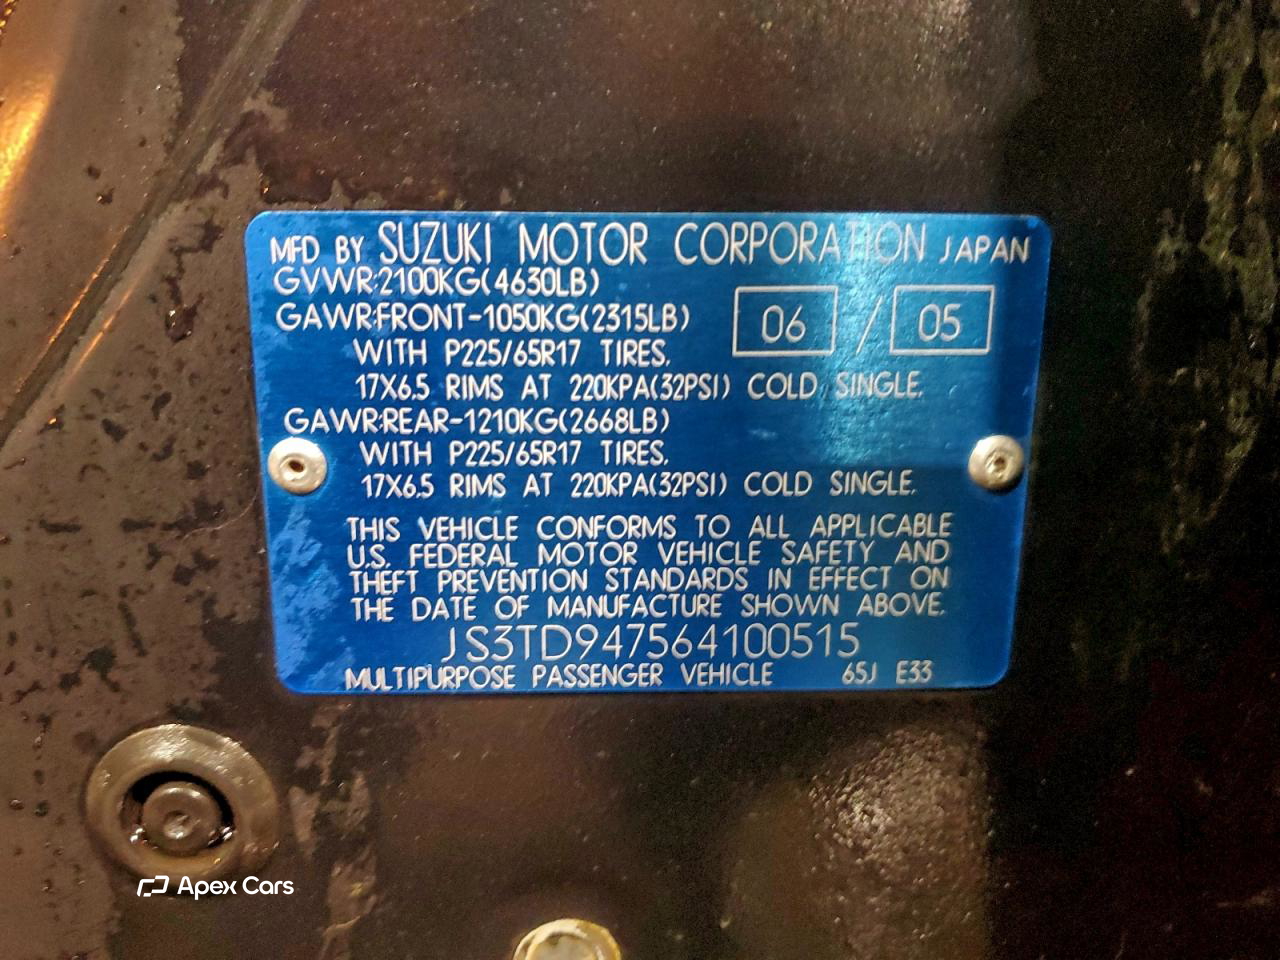 MFD BY SUZUKI MOTOR CORPORATION JAPAN
GVWR:2100KG(4630LB)
GAWR:FRONT-1050KG(2315LB) 06 / 05
WITH P225/65R17 TIRES,
17X6.5 RIMS AT 220KPA(32PSI) COLD SINGLE,
GAWR:REAR-1210KG(2668LB)
WITH P225/65R17 TIRES,
17X6.5 RIMS AT 220KPA(32PSI) COLD SINGLE.
THIS VEHICLE CONFORMS TO ALL APPLICABLE
U.S. FEDERAL MOTOR VEHICLE SAFETY AND
THEFT PREVENTION STANDARDS IN EFFECT ON
THE DATE OF MANUFACTURE SHOWN ABOVE.
JS3TD947564100515
MULTIPURPOSE PASSENGER VEHICLE 65J E33
Apex Cars